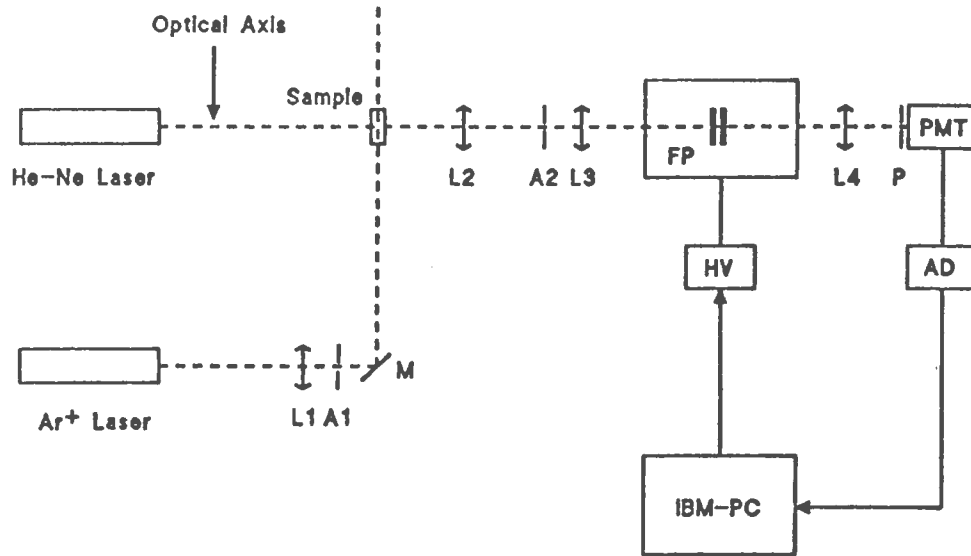 Optical Axis
Sample
He-Ne Laser
L2
A2
L3
FP
L4
P
PMT
HV
AD
Ar+ Laser
L1
A1
M
IBM-PC